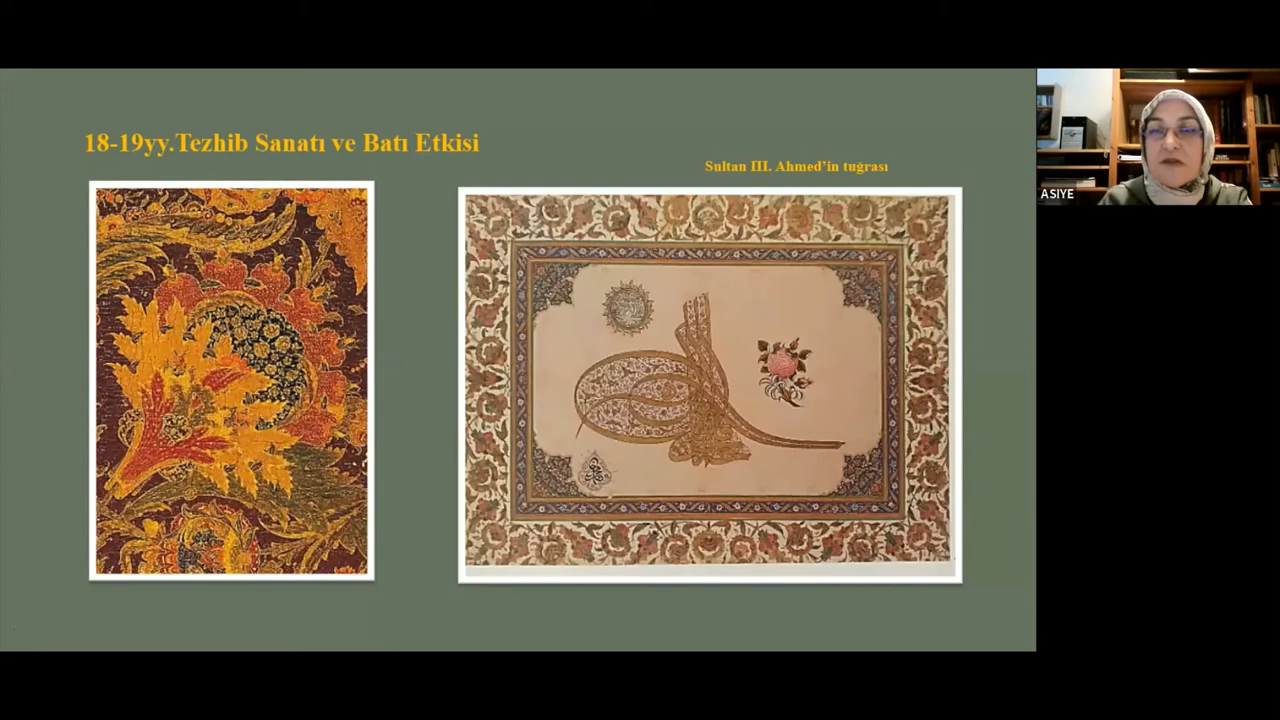 18-19yy.Tezhib Sanatı ve Batı Etkisi
Sultan III. Ahmed’in tuğrası
ASIYE